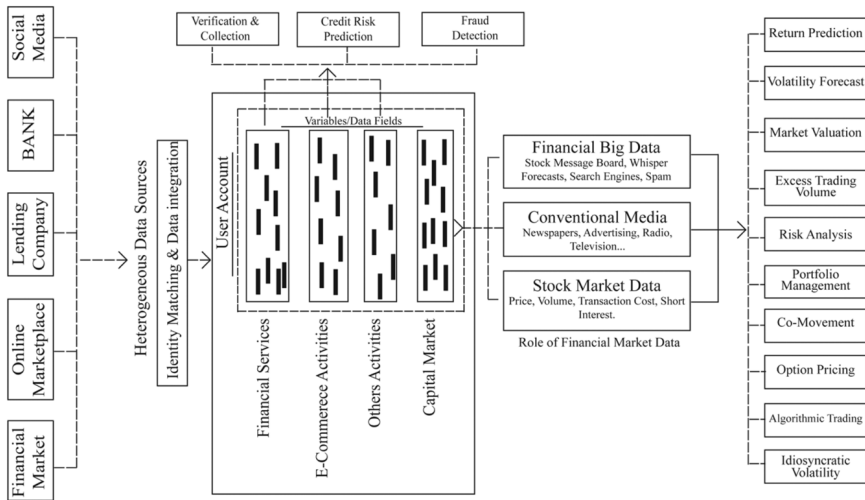 Social
Media
BANK
Lending
Company
Online
Marketplace
Financial
Market
Heterogeneous Data Sources
Identity Matching & Data integration
Verification &
Collection
Credit Risk
Prediction
Fraud
Detection
User Account
Variables/Data Fields
Financial Services
E-Commerece Activities
Others Activities
Capital Market
Financial Big Data
Stock Message Board, Whisper
Forecasts, Search Engines, Spam
Conventional Media
Newspapers, Advertising, Radio,
Television...
Stock Market Data
Price, Volume, Transaction Cost, Short
Interest.
Role of Financial Market Data
Return Prediction
Volatility Forecast
Market Valuation
Excess Trading
Volume
Risk Analysis
Portfolio
Management
Co-Movement
Option Pricing
Algorithmic Trading
Idiosyncratic
Volatility